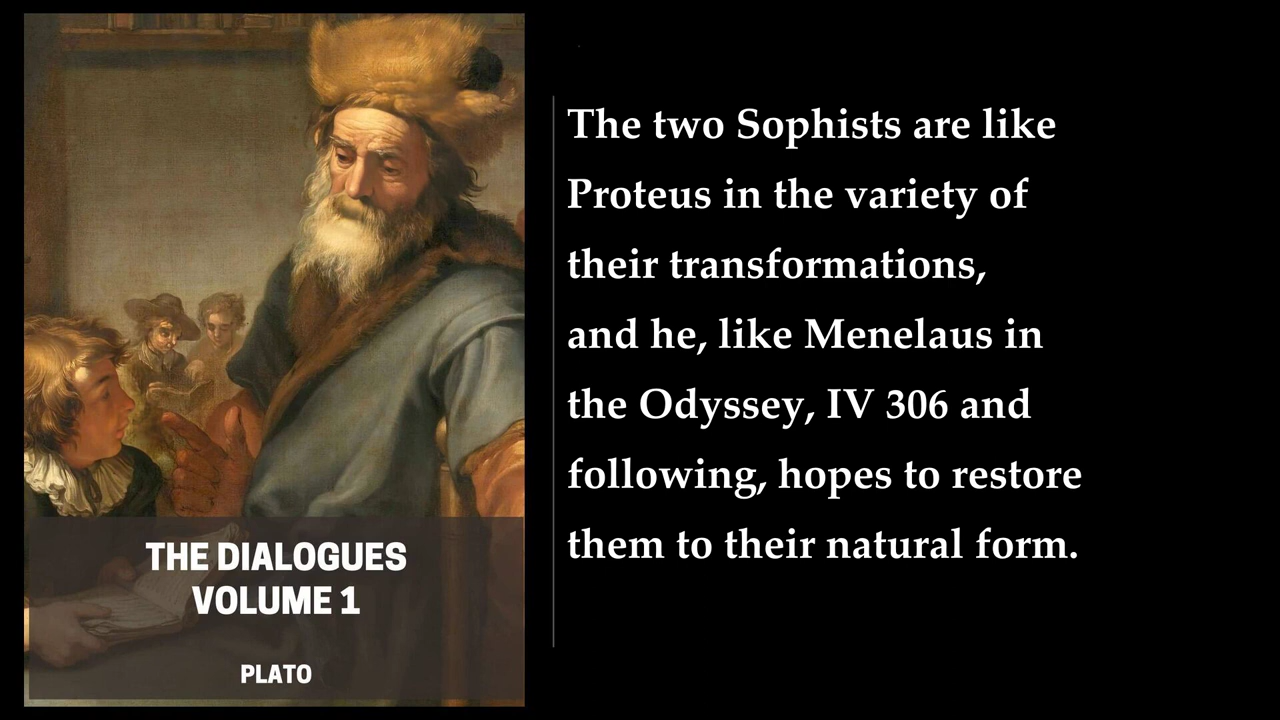 THE DIALOGUES
VOLUME 1
PLATO
The two Sophists are like
Proteus in the variety of
their transformations,
and he, like Menelaus in
the Odyssey, IV 306 and
following, hopes to restore
them to their natural form.